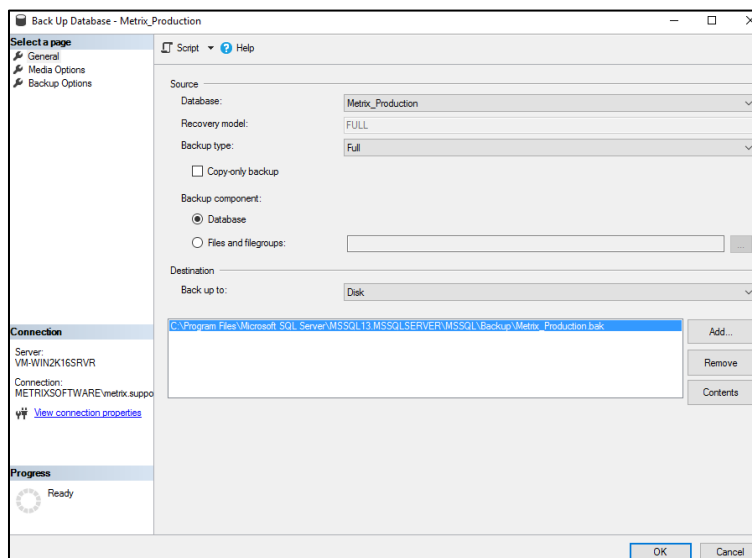 Back Up Database - Metrix_Production
Select a page
General
Media Options
Backup Options
Script
Help
Source
Database:
Metrix_Production
Recovery model:
FULL
Backup type:
Full
Copy-only backup
Backup component:
Database
Files and filegroups:
...
Destination
Back up to:
Disk
C:\Program Files\Microsoft SQL Server\MSSQL13.MSSQLSERVER\MSSQL\Backup\Metrix_Production.bak
Add...
Remove
Contents
Connection
Server:
VM-WIN2K16SRVR
Connection:
METRIXSOFTWARE\metrix.suppo
View connection properties
Progress
Ready
OK
Cancel